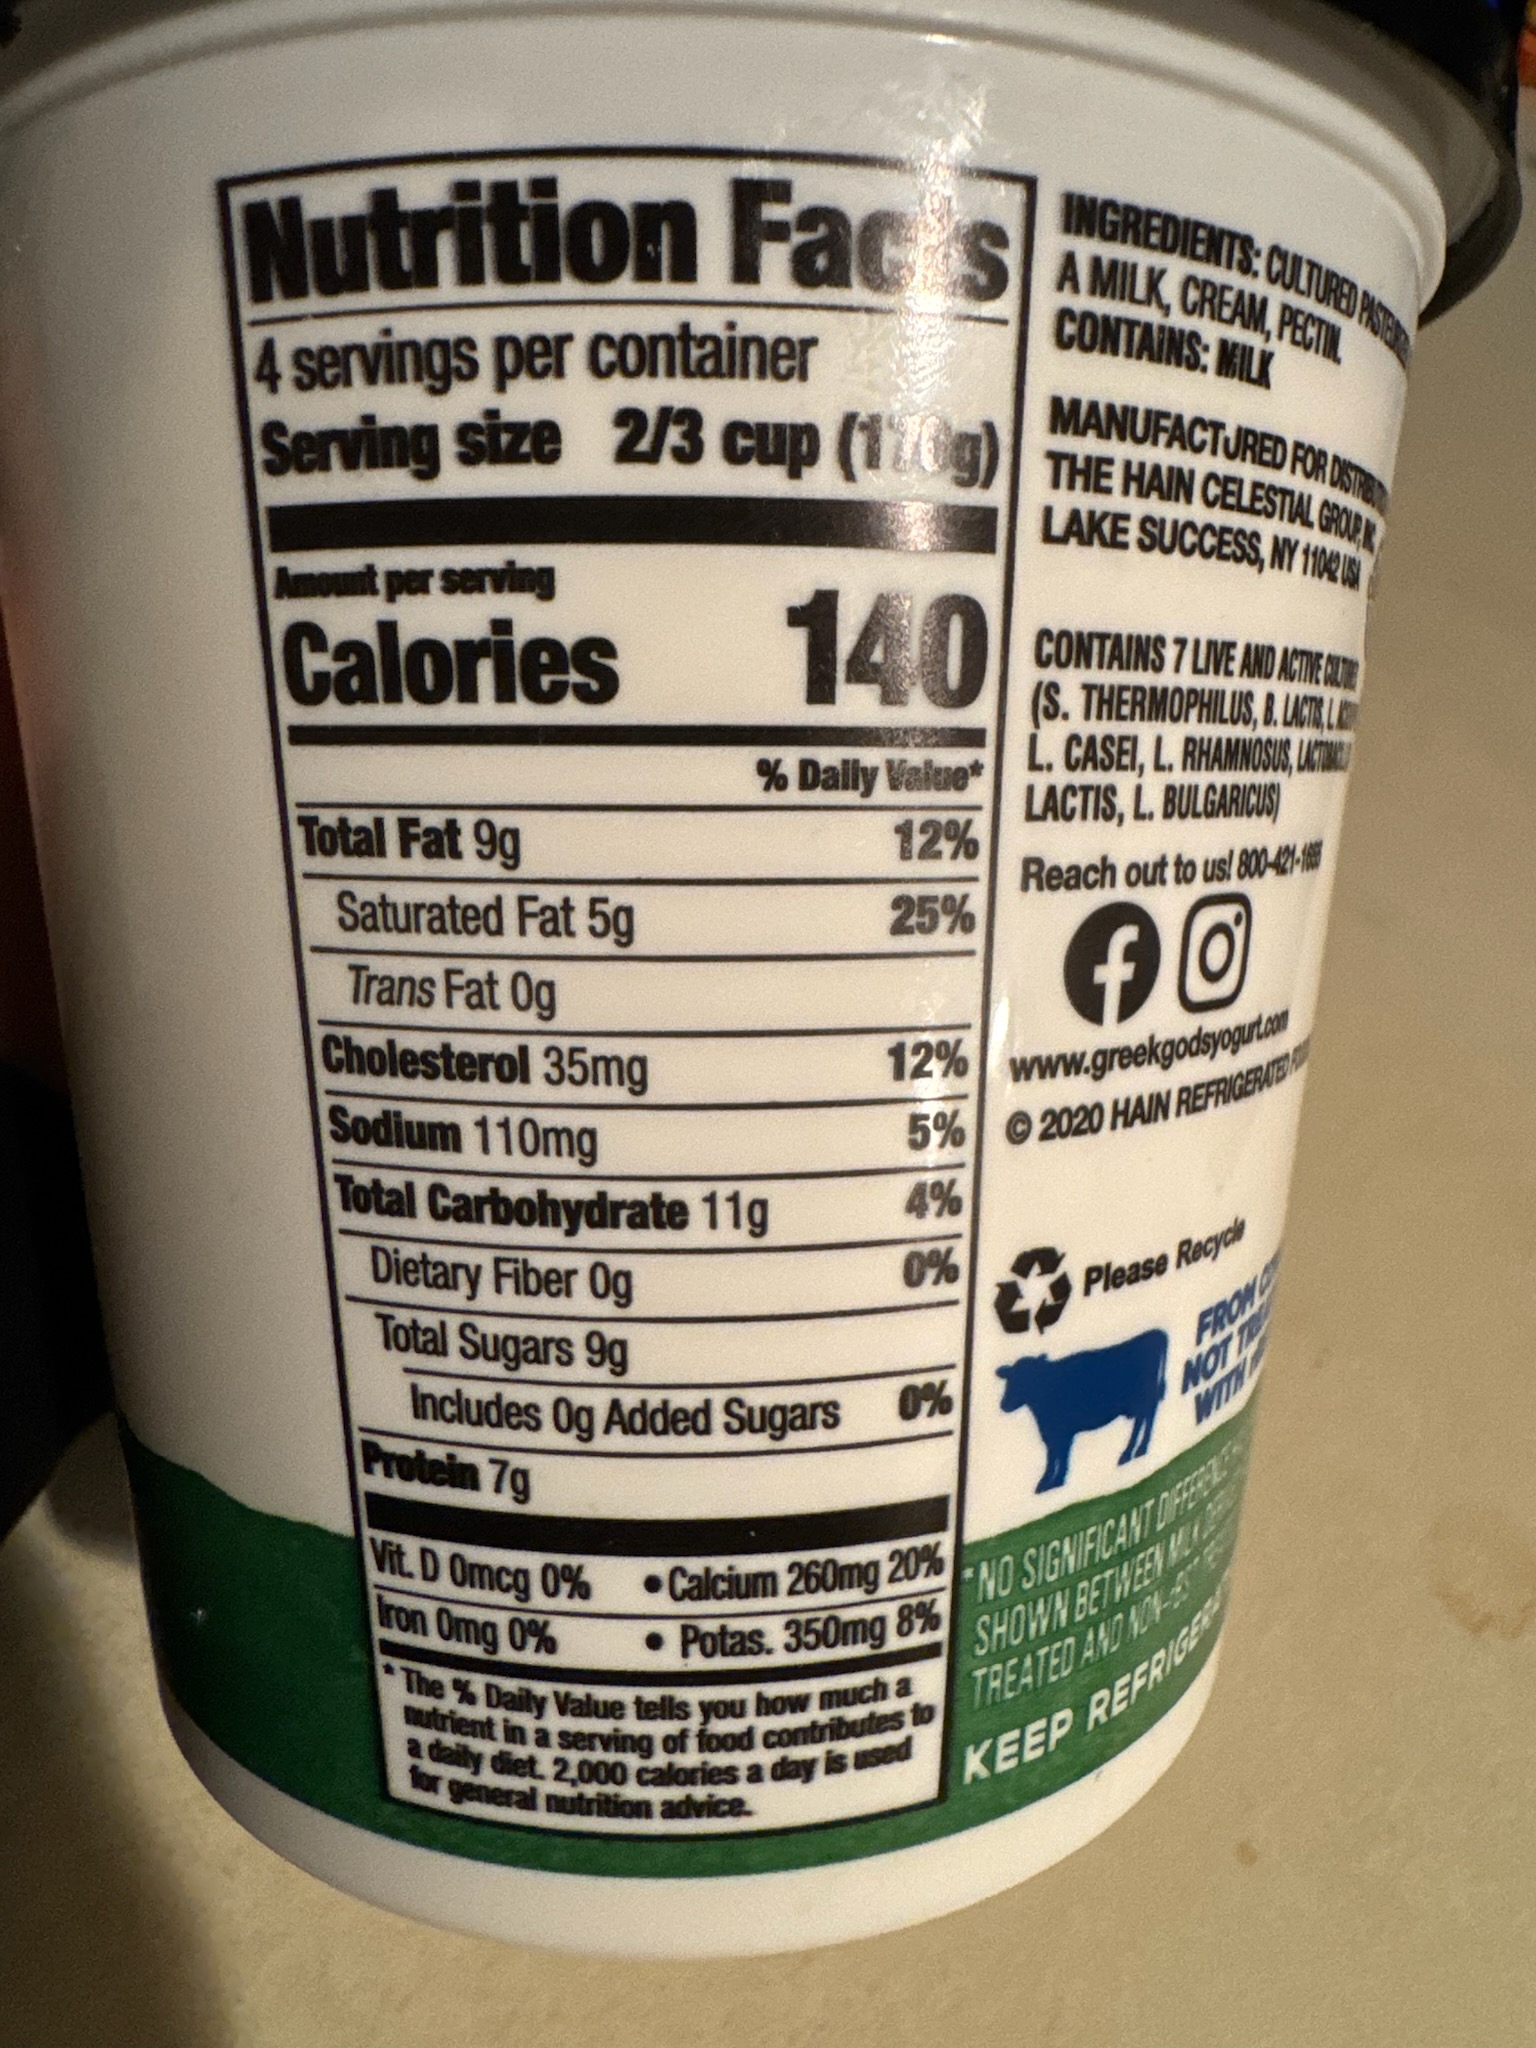 Nutrition Facts
4 servings per container
Serving size 2/3 cup (170g)
Amount per serving
Calories 140
% Daily Value*
Total Fat 9g 12%
Saturated Fat 5g 25%
Trans Fat 0g
Cholesterol 35mg 12%
Sodium 110mg 5%
Total Carbohydrate 11g 4%
Dietary Fiber 0g 0%
Total Sugars 9g
Includes 0g Added Sugars 0%
Protein 7g
Vit. D 0mcg 0% • Calcium 260mg 20%
Iron 0mg 0% • Potas. 350mg 8%
* The % Daily Value tells you how much a
nutrient in a serving of food contributes to
a daily diet. 2,000 calories a day is used
for general nutrition advice.
INGREDIENTS: CULTURED
A MILK, CREAM, PECTIN.
CONTAINS: MILK
MANUFACTURED FOR
THE HAIN CELESTIAL GROUP, INC.
LAKE SUCCESS, NY 11042 USA
CONTAINS 7 LIVE AND ACTIVE
(S. THERMOPHILUS, B. LACTIS, L.
L. CASEI, L. RHAMNOSUS,
LACTIS, L. BULGARICUS)
Reach out to us! 800-421-
www.greekgodsyogurt.com
© 2020 HAIN REFRIGERATED
Please Recycle
FROM
NOT
WITH
*NO SIGNIFICANT
SHOWN BETWEEN MILK
TREATED AND
KEEP